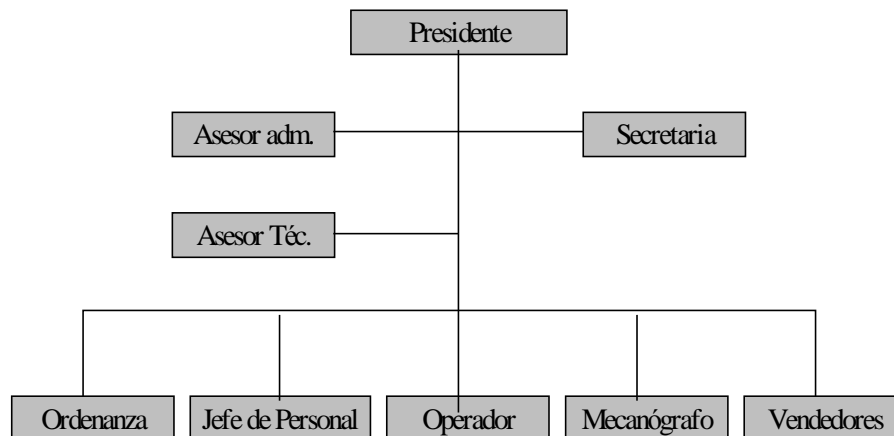 Presidente
Asesor adm.
Secretaria
Asesor Téc.
Ordenanza
Jefe de Personal
Operador
Mecanógrafo
Vendedores